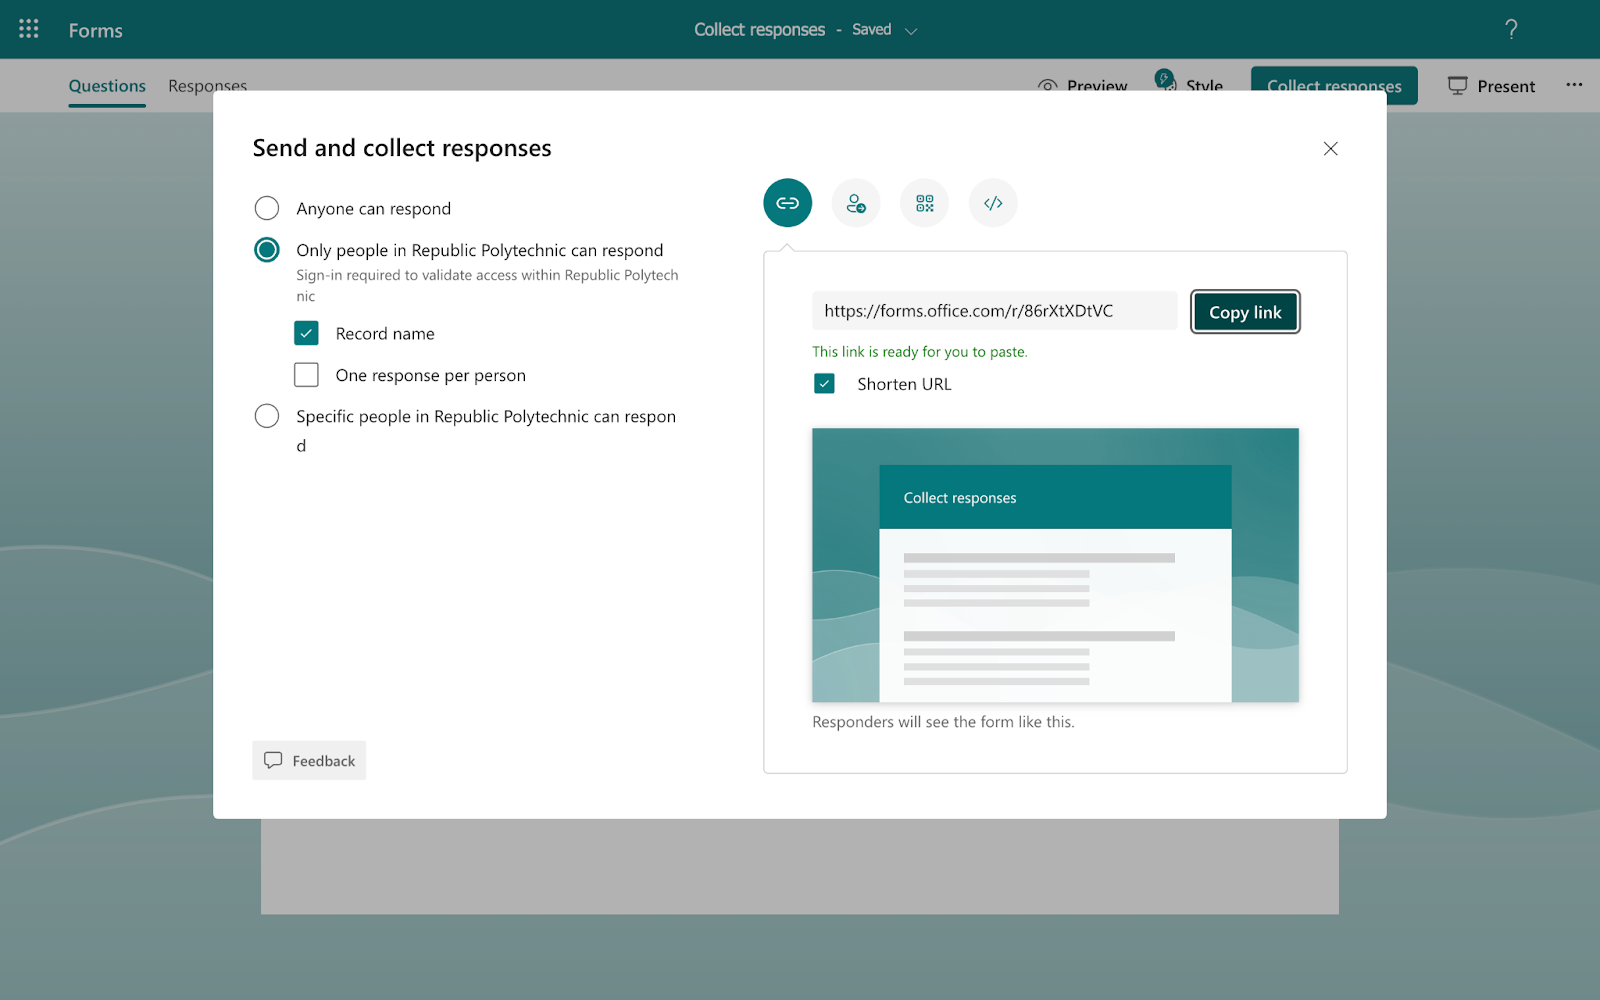 Forms
Collect responses - Saved
?
Questions
Responses
Preview
Style
Collect responses
Present
Send and collect responses
Anyone can respond
Only people in Republic Polytechnic can respond
Sign-in required to validate access within Republic Polytech
nic
Record name
One response per person
Specific people in Republic Polytechnic can respon
d
Feedback
https://forms.office.com/r/86rXtXDtVC
Copy link
This link is ready for you to paste.
Shorten URL
Collect responses
Responders will see the form like this.